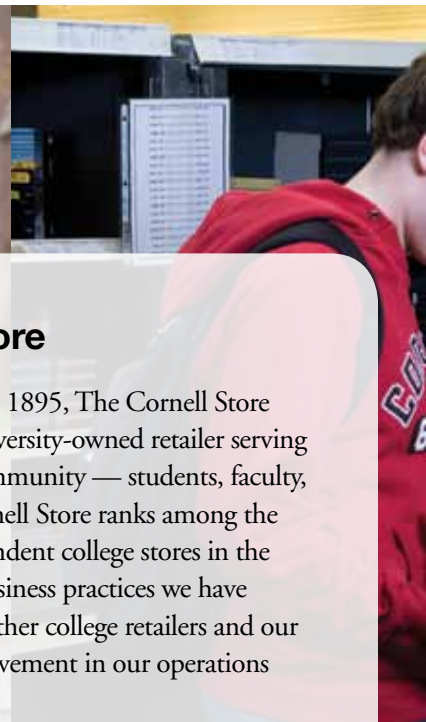 ore
1895, The Cornell Store
versity-owned retailer serving
mmunity — students, faculty,
nell Store ranks among the
ndent college stores in the
siness practices we have
ther college retailers and our
vement in our operations
CO